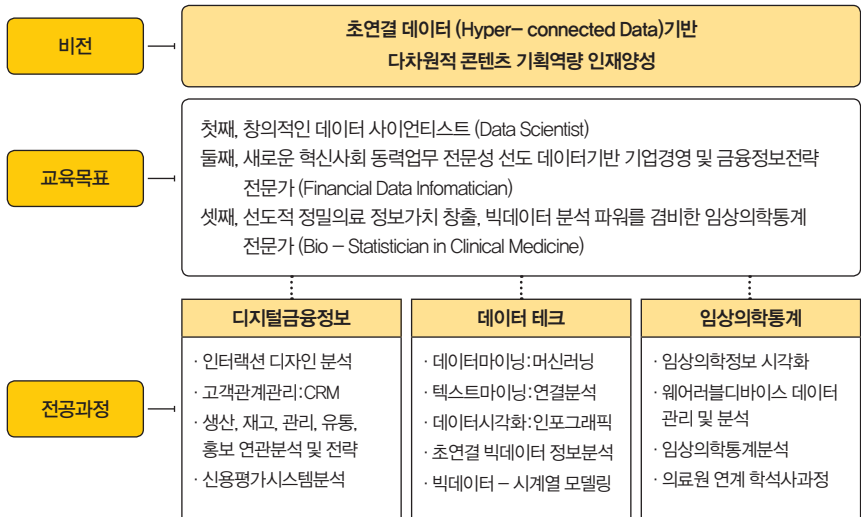 비전
초연결 데이터 (Hyper- connected Data)기반
다차원적 콘텐츠 기획역량 인재양성
교육목표
첫째, 창의적인 데이터 사이언티스트 (Data Scientist)
둘째, 새로운 혁신사회 동력업무 전문성 선도 데이터기반 기업경영 및 금융정보전략
전문가 (Financial Data Infomatician)
셋째, 선도적 정밀의료 정보가치 창출, 빅데이터 분석 파워를 겸비한 임상의학통계
전문가 (Bio - Statistician in Clinical Medicine)
전공과정
디지털금융정보
· 인터랙션 디자인 분석
· 고객관계관리:CRM
· 생산, 재고, 관리, 유통,
홍보 연관분석 및 전략
· 신용평가시스템분석
데이터 테크
· 데이터마이닝:머신러닝
· 텍스트마이닝:연결분석
· 데이터시각화:인포그래픽
· 초연결 빅데이터 정보분석
· 빅데이터 - 시계열 모델링
임상의학통계
· 임상의학정보 시각화
· 웨어러블디바이스 데이터
관리 및 분석
· 임상의학통계분석
· 의료원 연계 학석사과정